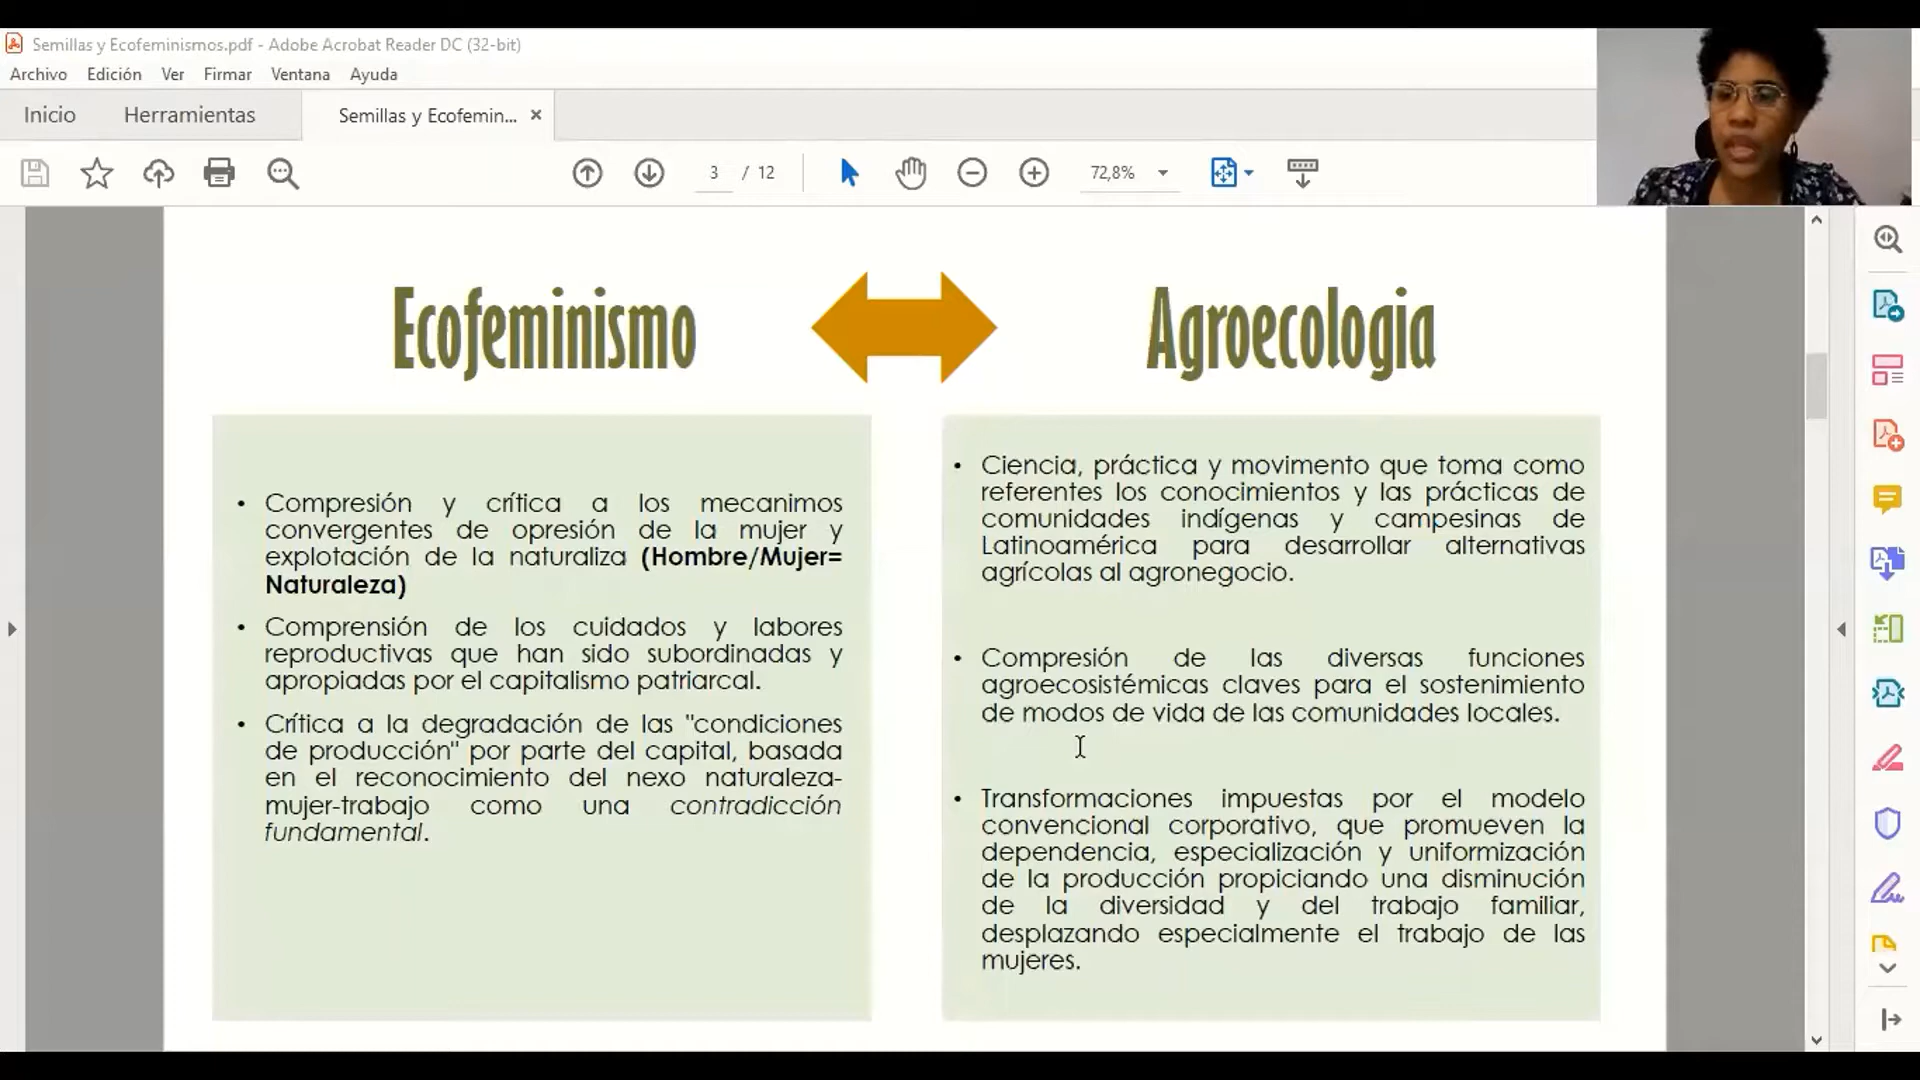 Semillas y Ecofeminismos.pdf - Adobe Acrobat Reader DC (32-bit)
Archivo Edición Ver Firmar Ventana Ayuda
Inicio Herramientas Semillas y Ecofemin... ×
3 / 12 72,8%
Ecofeminismo
• Compresión y crítica a los mecanimos
convergentes de opresión de la mujer y
explotación de la naturaliza (Hombre/Mujer=
Naturaleza)
• Comprensión de los cuidados y labores
reproductivas que han sido subordinadas y
apropiadas por el capitalismo patriarcal.
• Crítica a la degradación de las "condiciones
de producción" por parte del capital, basada
en el reconocimiento del nexo naturaleza-
mujer-trabajo como una contradicción
fundamental.
Agroecologia
• Ciencia, práctica y movimiento que toma como
referentes los conocimientos y las prácticas de
comunidades indígenas y campesinas de
Latinoamérica para desarrollar alternativas
agrícolas al agronegocio.
• Compresión de las diversas funciones
agroecosistémicas claves para el sostenimiento
de modos de vida de las comunidades locales.
• Transformaciones impuestas por el modelo
convencional corporativo, que promueven la
dependencia, especialización y uniformización
de la producción propiciando una disminución
de la diversidad y del trabajo familiar,
desplazando especialmente el trabajo de las
mujeres.